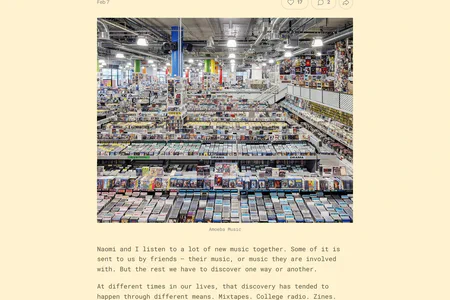 Feb 7
17
2
Amoeba Music
Naomi and I listen to a lot of new music together. Some of it is
sent to us by friends – their music, or music they are involved
with. But the rest we have to discover one way or another.
At different times in our lives, that discovery has tended to
happen through different means. Mixtapes. College radio. Zines.